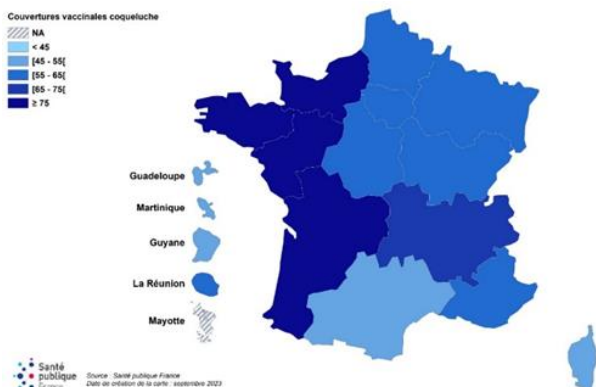 Couvertures vaccinales coqueluche
NA
< 45
[45 - 55[
[55 - 65[
[65 - 75[
≥ 75
Guadeloupe
Martinique
Guyane
La Réunion
Mayotte
Santé
publique
Source : Santé publique France
Date de création de la carte : septembre 2023